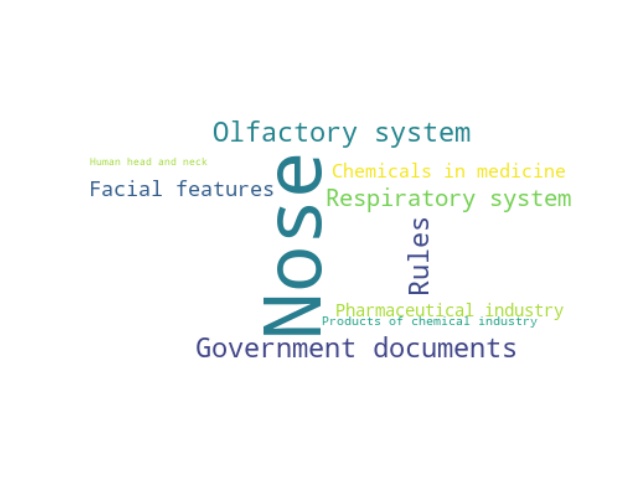 Olfactory system
Human head and neck
Chemicals in medicine
Facial features
Respiratory system
Nose
Rules
Pharmaceutical industry
Products of chemical industry
Government documents